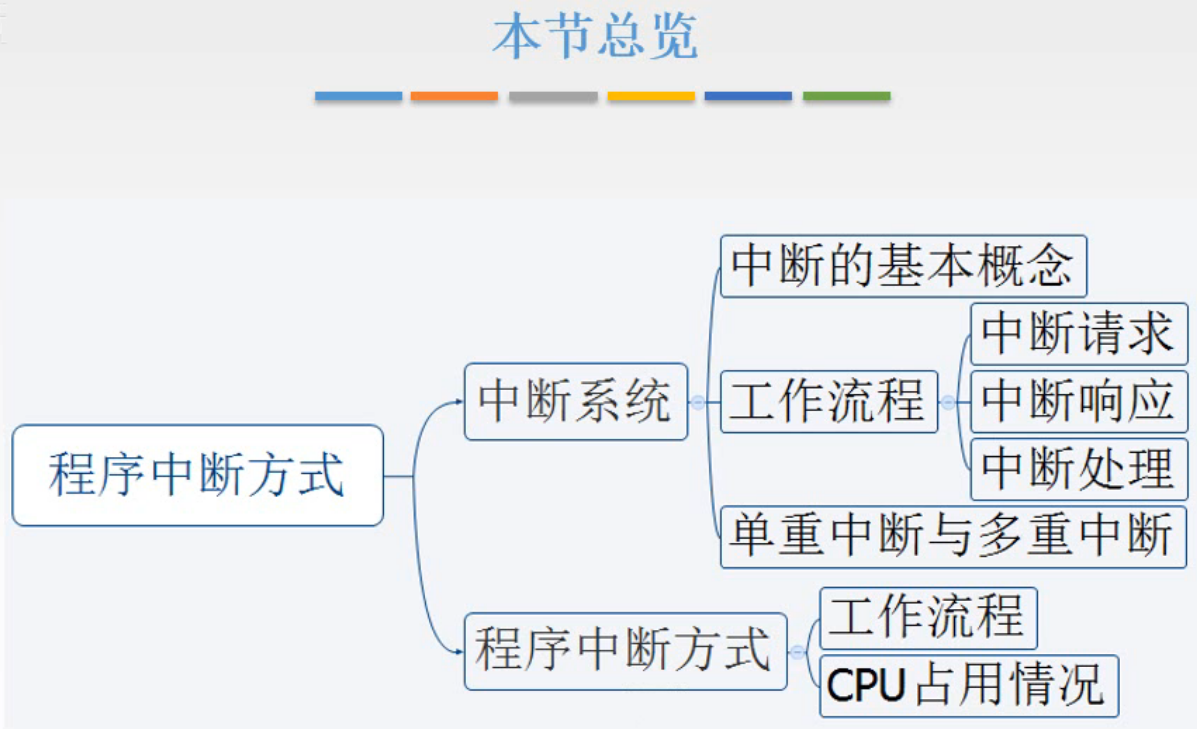 本节总览
程序中断方式
中断系统
中断的基本概念
工作流程
中断请求
中断响应
中断处理
单重中断与多重中断
程序中断方式
工作流程
CPU占用情况